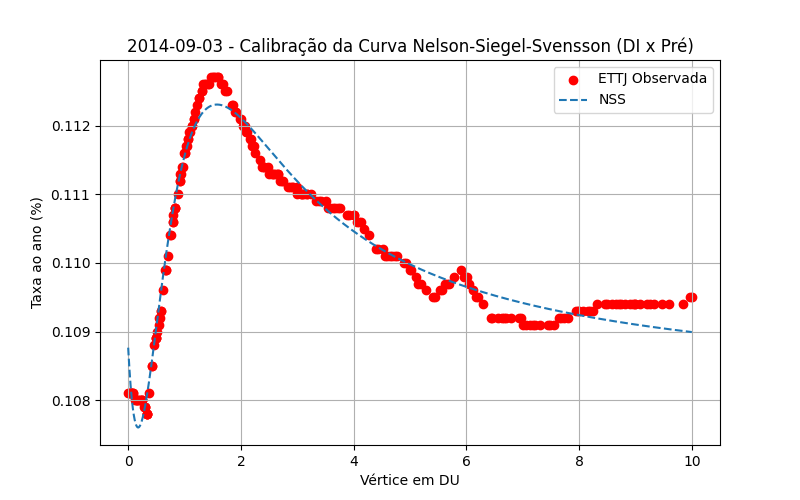 2014-09-03 - Calibração da Curva Nelson-Siegel-Svensson (DI x Pré)
ETTJ Observada
NSS
Taxa ao ano (%)
0.112
0.111
0.110
0.109
0.108
0 2 4 6 8 10
Vértice em DU